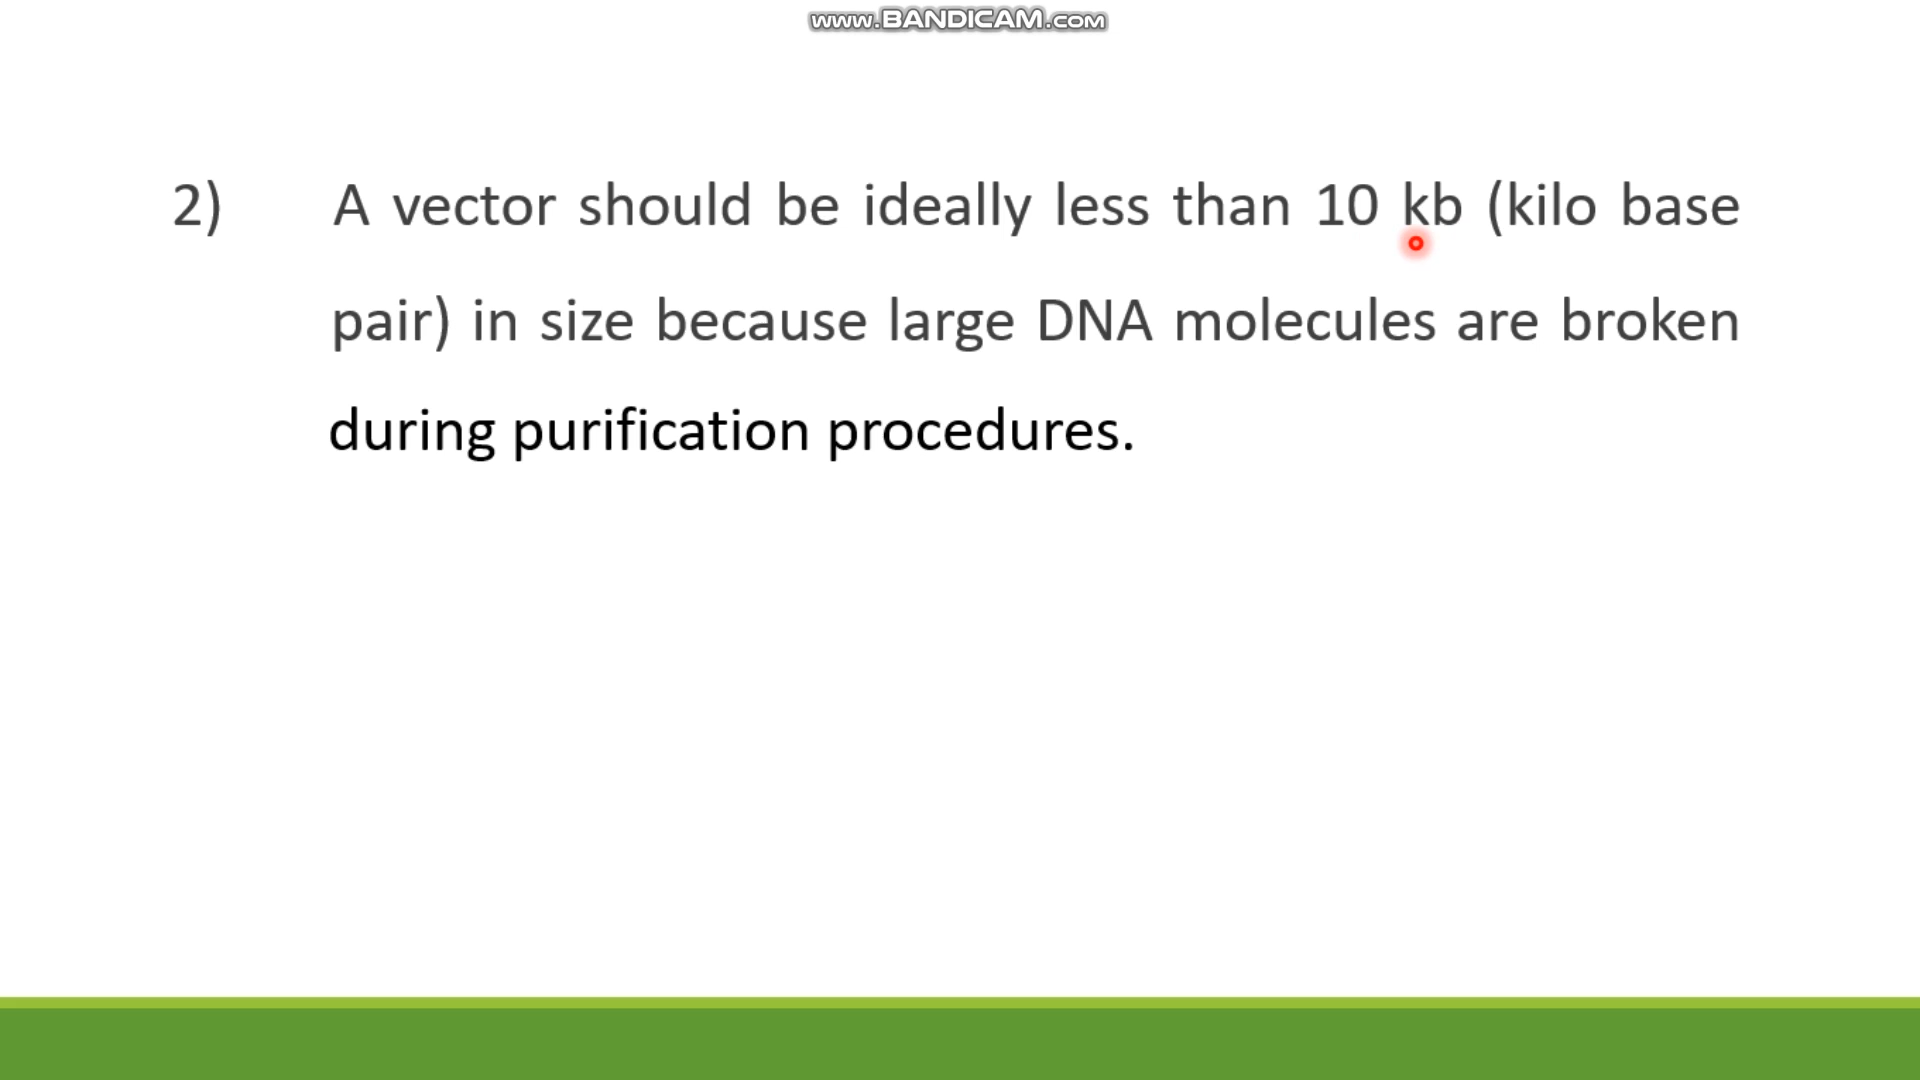 www.BANDICAM.com
2) A vector should be ideally less than 10 kb (kilo base
pair) in size because large DNA molecules are broken
during purification procedures.